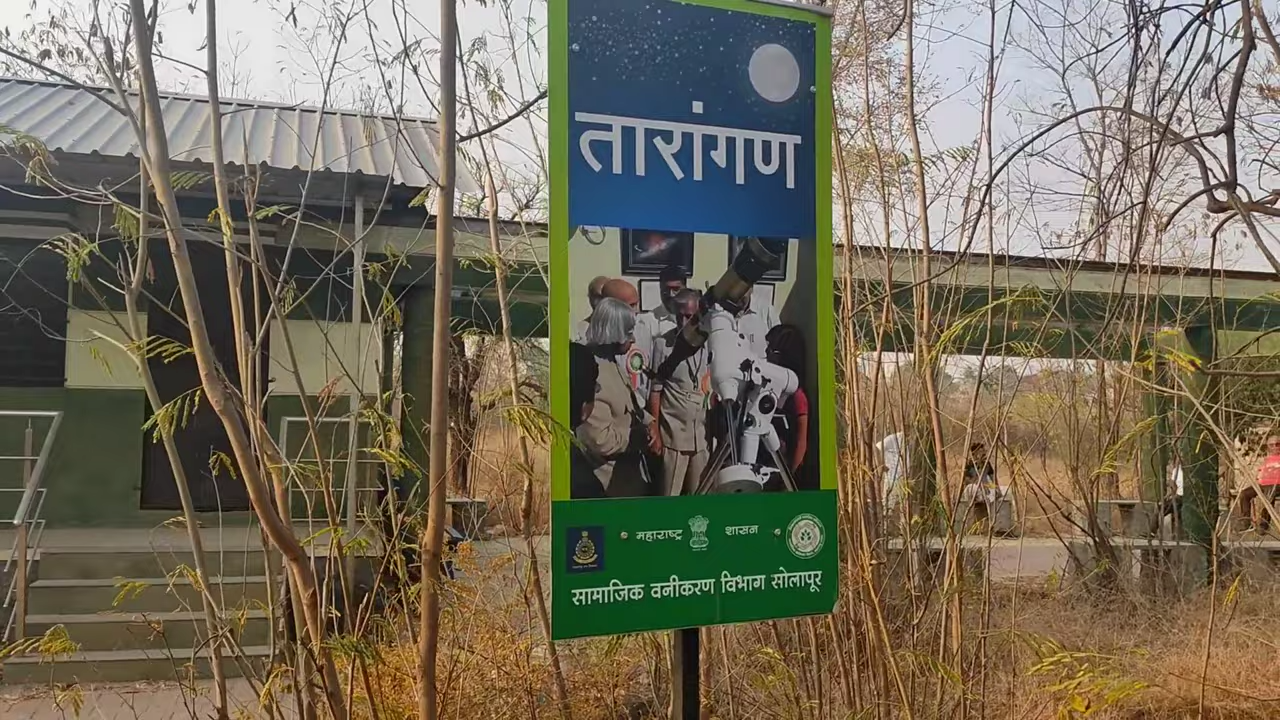 तारांगण
महाराष्ट्र शासन
सामाजिक वनीकरण विभाग सोलापूर